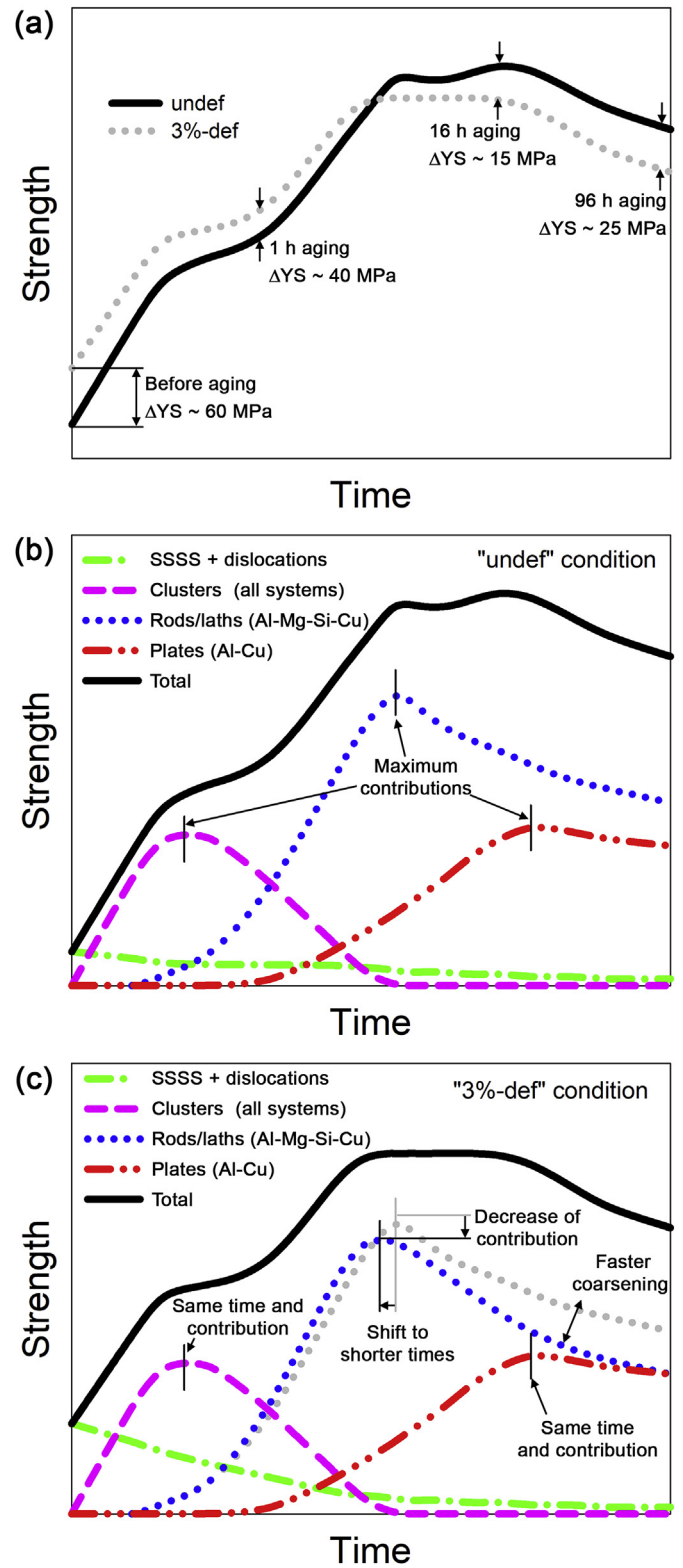 (a)
undef
3%-def
16 h aging
ΔYS ~ 15 MPa
96 h aging
ΔYS ~ 25 MPa
1 h aging
ΔYS ~ 40 MPa
Before aging
ΔYS ~ 60 MPa
Strength
Time
(b)
"undef" condition
SSSS + dislocations
Clusters (all systems)
Rods/laths (Al-Mg-Si-Cu)
Plates (Al-Cu)
Total
Maximum
contributions
Strength
Time
(c)
"3%-def" condition
SSSS + dislocations
Clusters (all systems)
Rods/laths (Al-Mg-Si-Cu)
Plates (Al-Cu)
Total
Decrease of
contribution
Faster
coarsening
Same time and
contribution
Shift to
shorter times
Same time
and contribution
Strength
Time